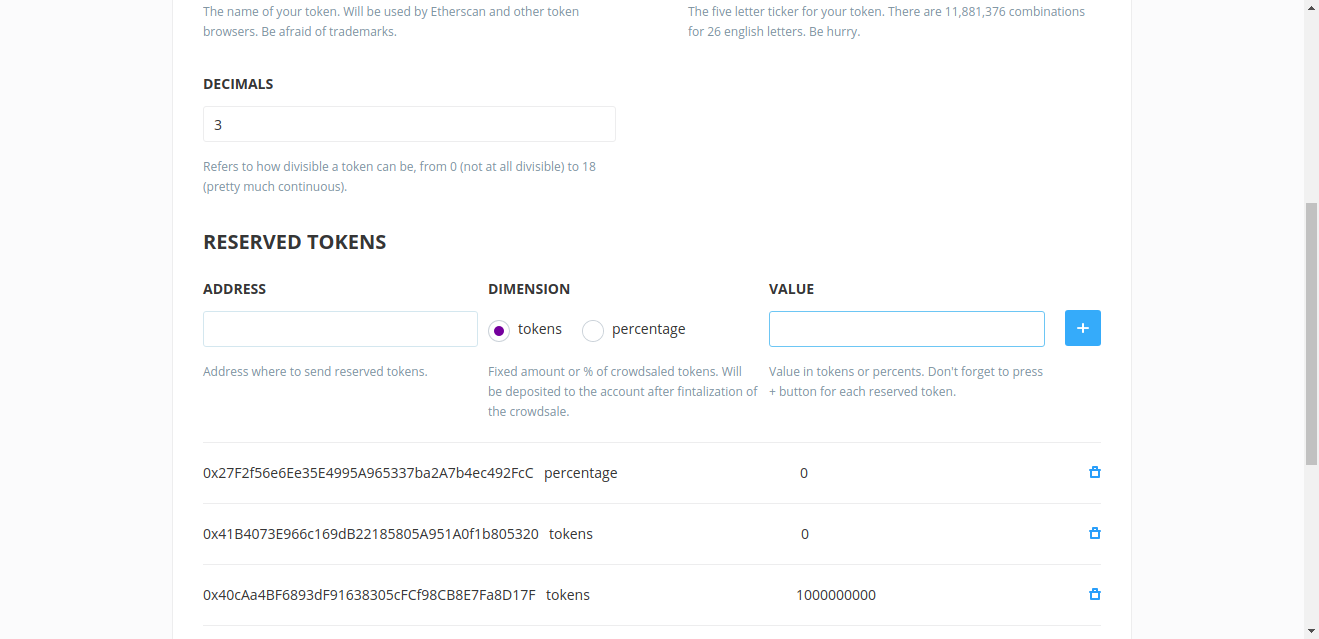 The name of your token. Will be used by Etherscan and other token
browsers. Be afraid of trademarks.
The five letter ticker for your token. There are 11,881,376 combinations
for 26 english letters. Be hurry.
DECIMALS
3
Refers to how divisible a token can be, from 0 (not at all divisible) to 18
(pretty much continuous).
RESERVED TOKENS
ADDRESS
Address where to send reserved tokens.
DIMENSION
tokens percentage
Fixed amount or % of crowdsaled tokens. Will
be deposited to the account after fintalization of
the crowdsale.
VALUE
+
Value in tokens or percents. Don't forget to press
+ button for each reserved token.
0x27F2f56e6Ee35E4995A965337ba2A7b4ec492FcC percentage 0
0x41B4073E966c169dB22185805A951A0f1b805320 tokens 0
0x40cAa4BF6893dF91638305cFCf98CB8E7Fa8D17F tokens 1000000000